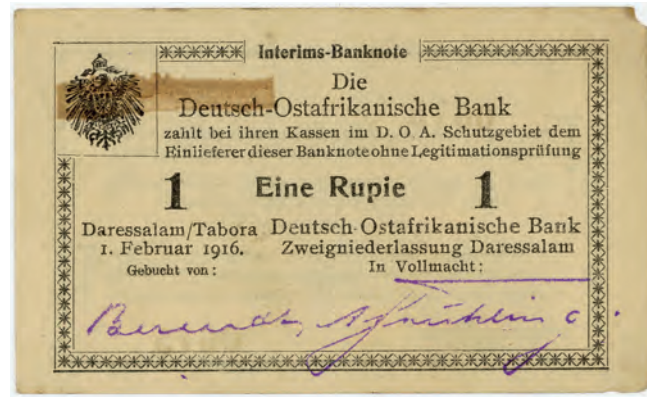 Interims-Banknote
Die
Deutsch-Ostafrikanische Bank
zahlt bei ihren Kassen im D. O. A. Schutzgebiet dem
Einlieferer dieser Banknote ohne Legitimationsprüfung
1 Eine Rupie 1
Daressalam/Tabora Deutsch-Ostafrikanische Bank
1. Februar 1916. Zweigniederlassung Daressalam
Gebucht von: In Vollmacht: